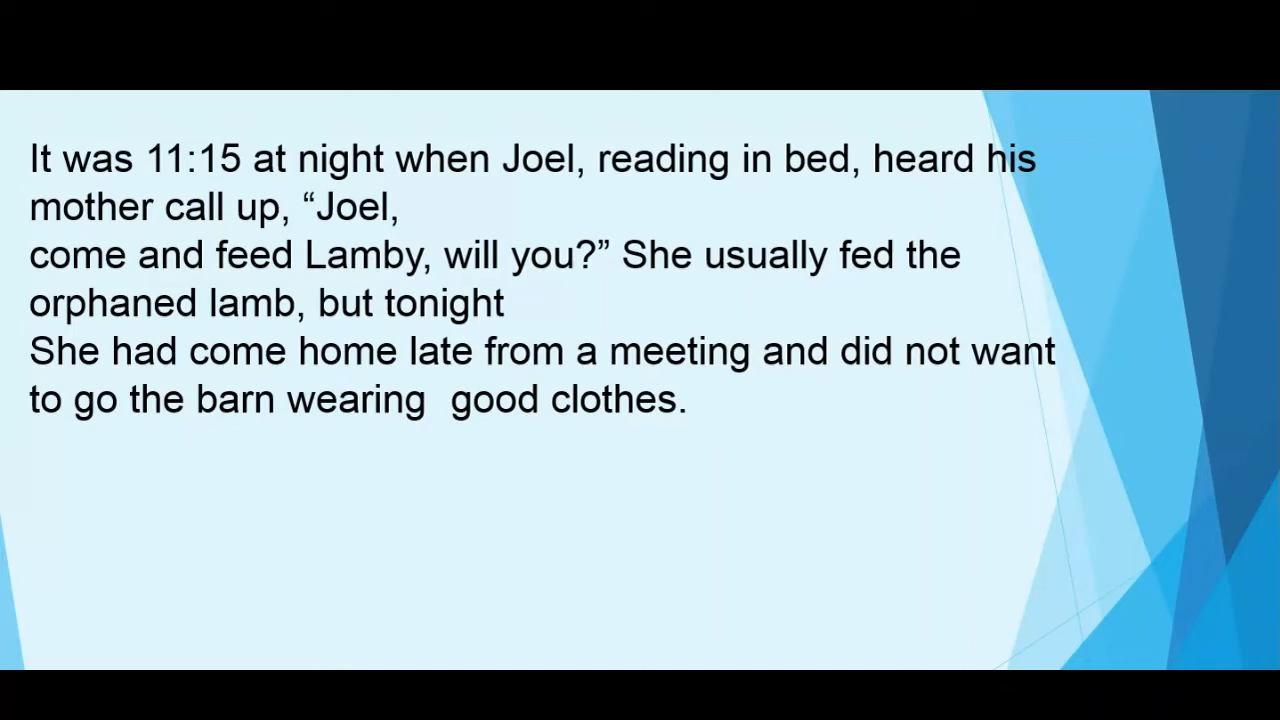 It was 11:15 at night when Joel, reading in bed, heard his
mother call up, “Joel,
come and feed Lamby, will you?” She usually fed the
orphaned lamb, but tonight
She had come home late from a meeting and did not want
to go the barn wearing  good clothes.